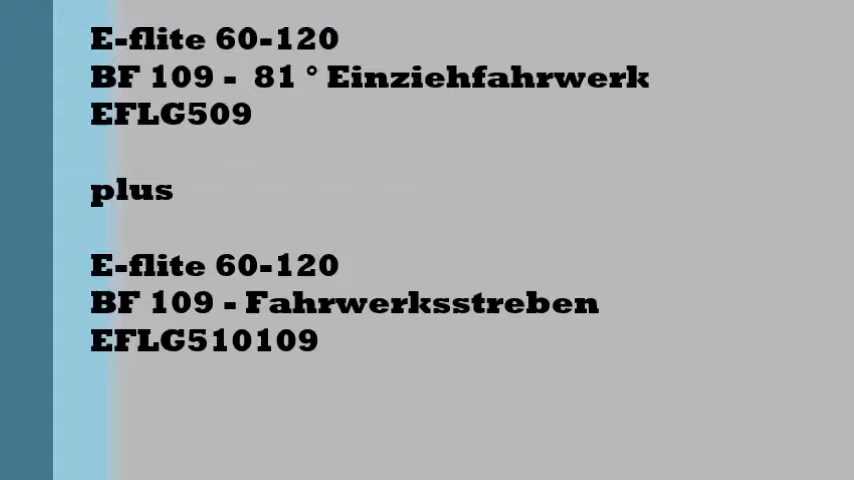 E-flite 60-120
BF 109 - 81 ° Einziehfahrwerk
EFLG509
plus
E-flite 60-120
BF 109 - Fahrwerksstreben
EFLG510109